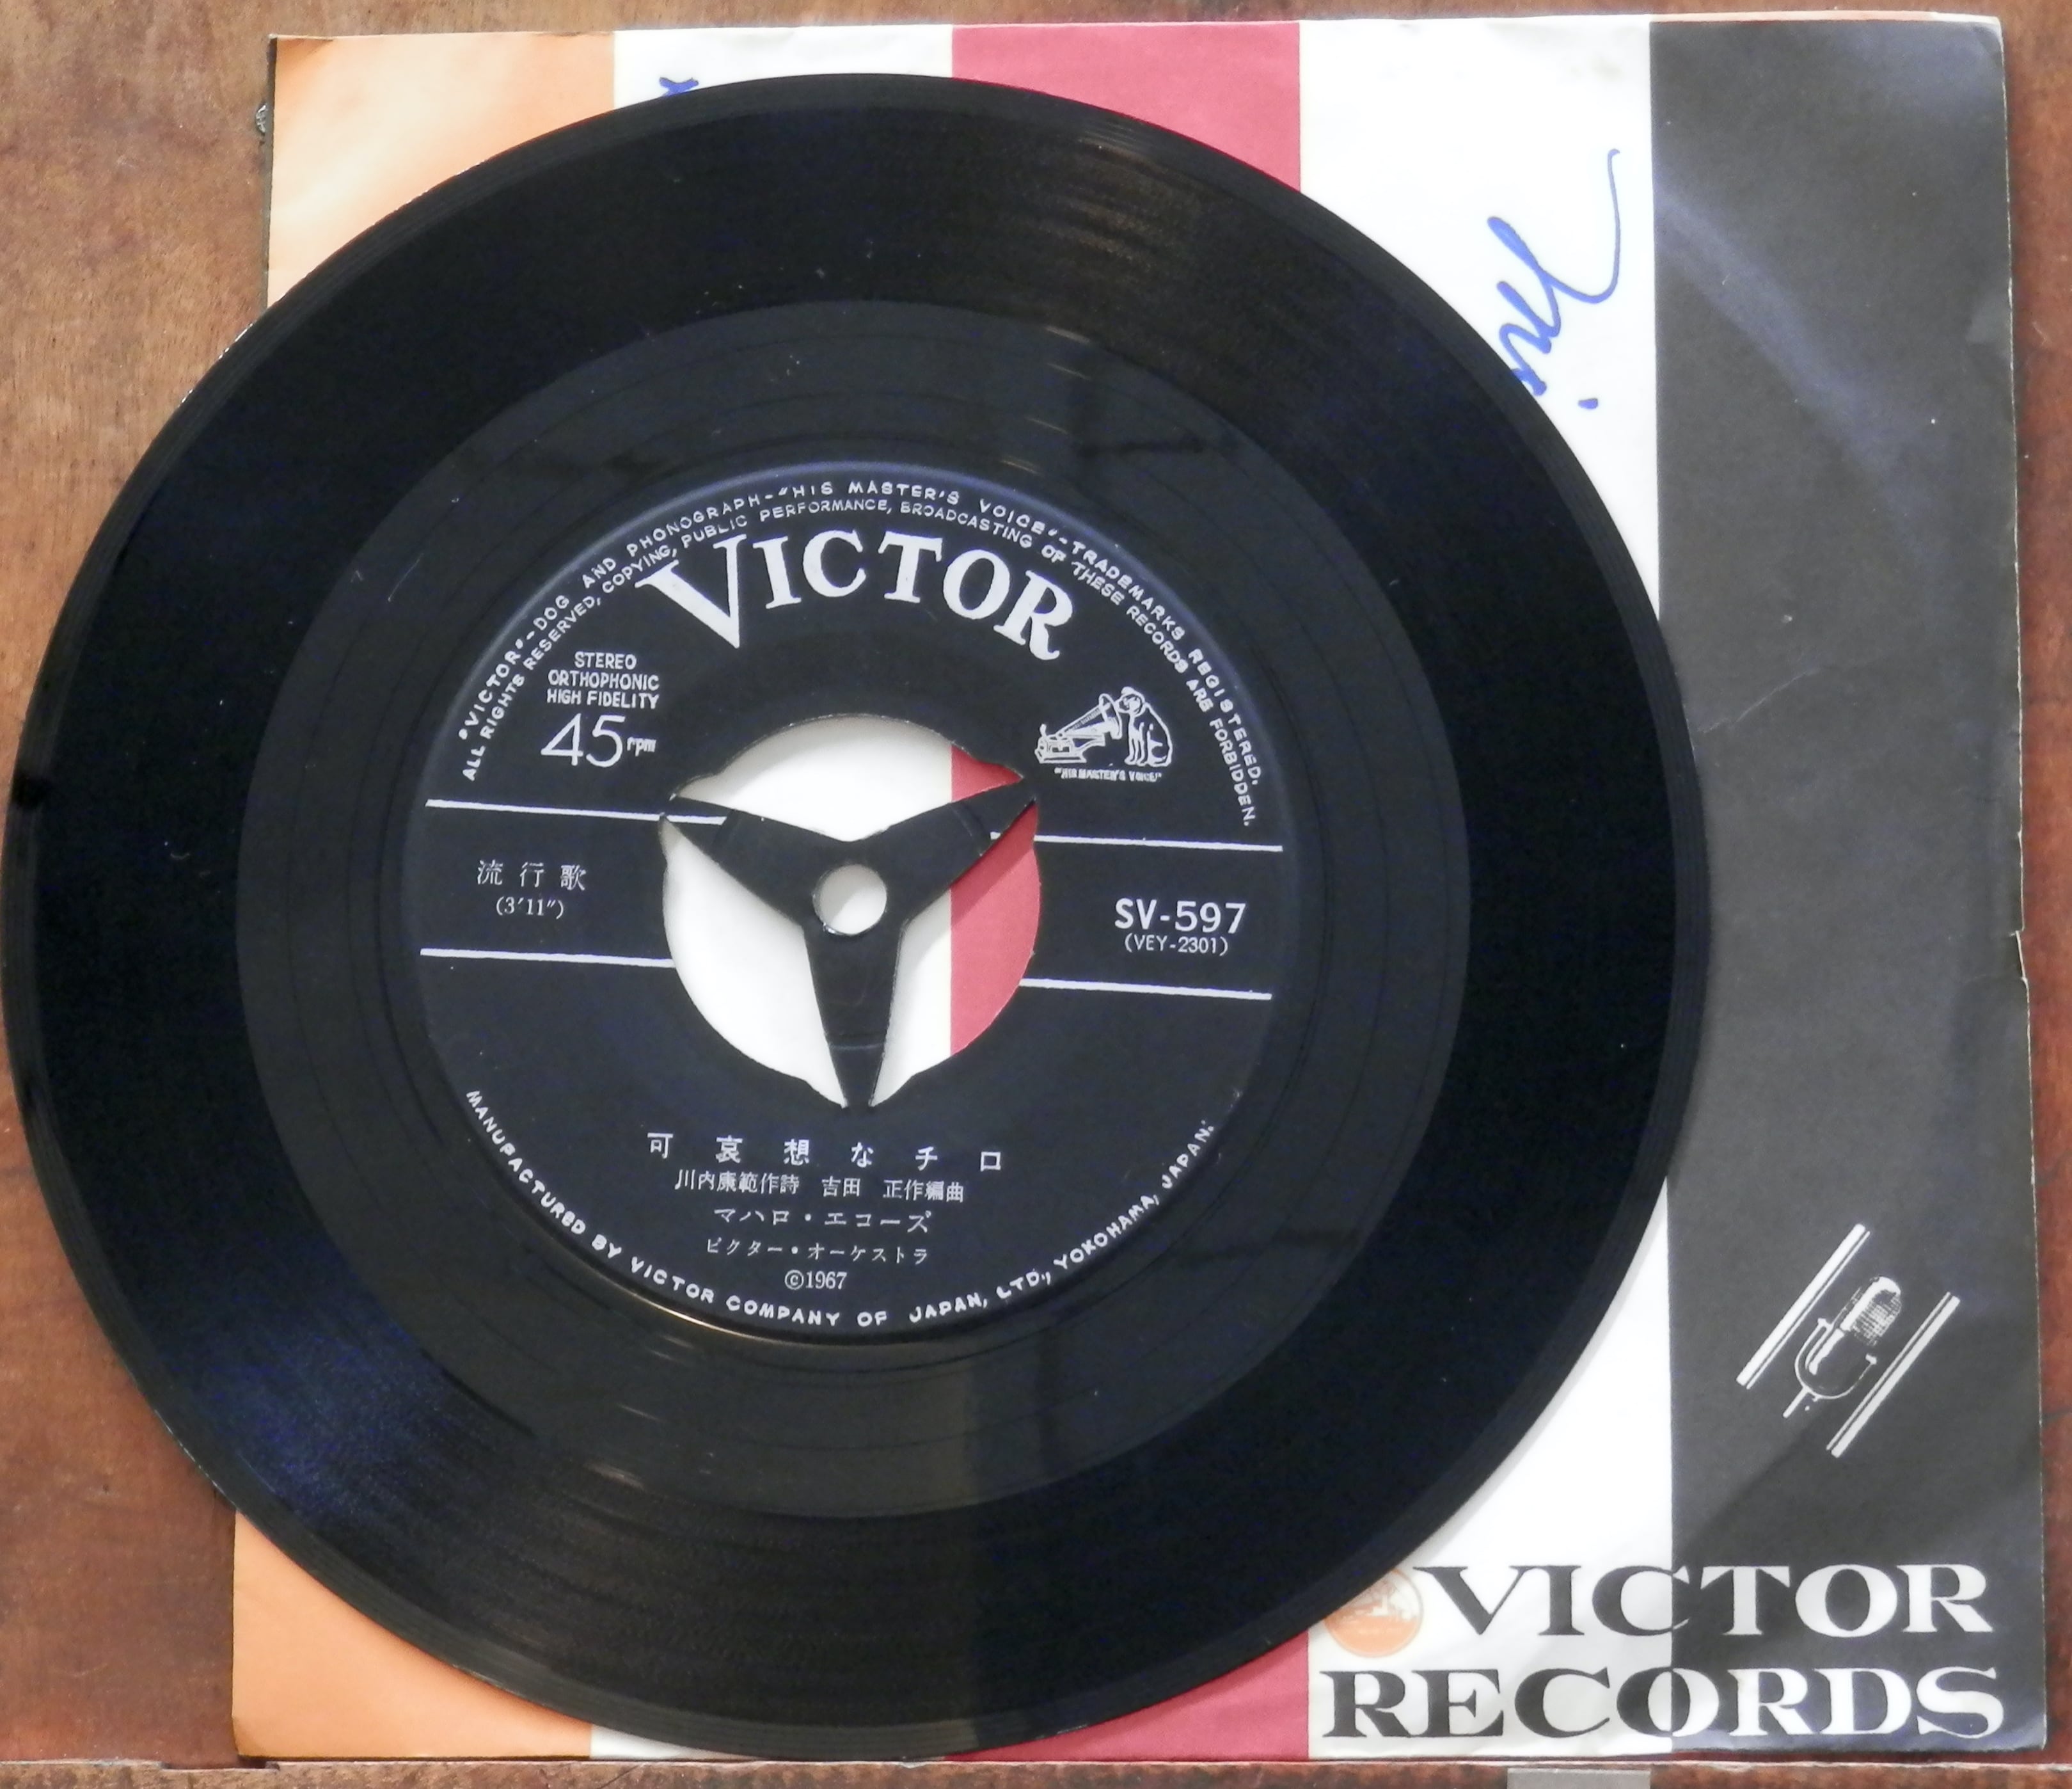 "VICTOR"-DOG AND PHONOGRAPH-"HIS MASTER'S VOICE"-TRADEMARKS REGISTERED.
ALL RIGHTS RESERVED, COPYING, PUBLIC PERFORMANCE, BROADCASTING OF THESE RECORDS ARE FORBIDDEN.
VICTOR
STEREO
ORTHOPHONIC
HIGH FIDELITY
45 rpm
"HIS MASTER'S VOICE"
流行歌
(3′11″)
SV-597
(VEY-2301)
可哀想なチロ
川内康範作詩 吉田 正作編曲
マハロ・エコーズ
ビクター・オーケストラ
©1967
MANUFACTURED BY VICTOR COMPANY OF JAPAN, LTD., YOKOHAMA, JAPAN.
VICTOR
RECORDS